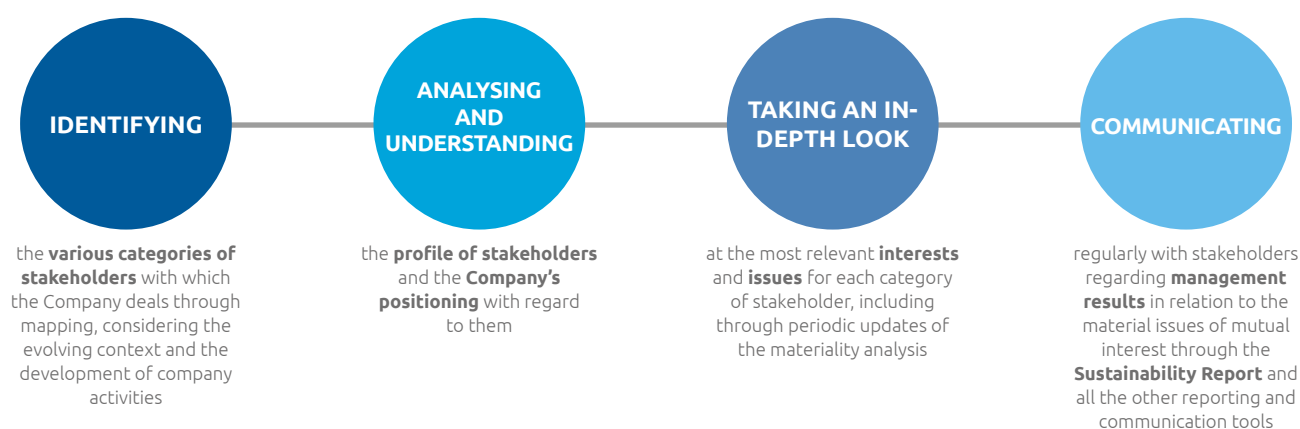 IDENTIFYING
the various categories of
stakeholders with which
the Company deals through
mapping, considering the
evolving context and the
development of company
activities
ANALYSING
AND
UNDERSTANDING
the profile of stakeholders
and the Company's
positioning with regard
to them
TAKING AN IN-
DEPTH LOOK
at the most relevant interests
and issues for each category
of stakeholder, including
through periodic updates of
the materiality analysis
COMMUNICATING
regularly with stakeholders
regarding management
results in relation to the
material issues of mutual
interest through the
Sustainability Report and
all the other reporting and
communication tools